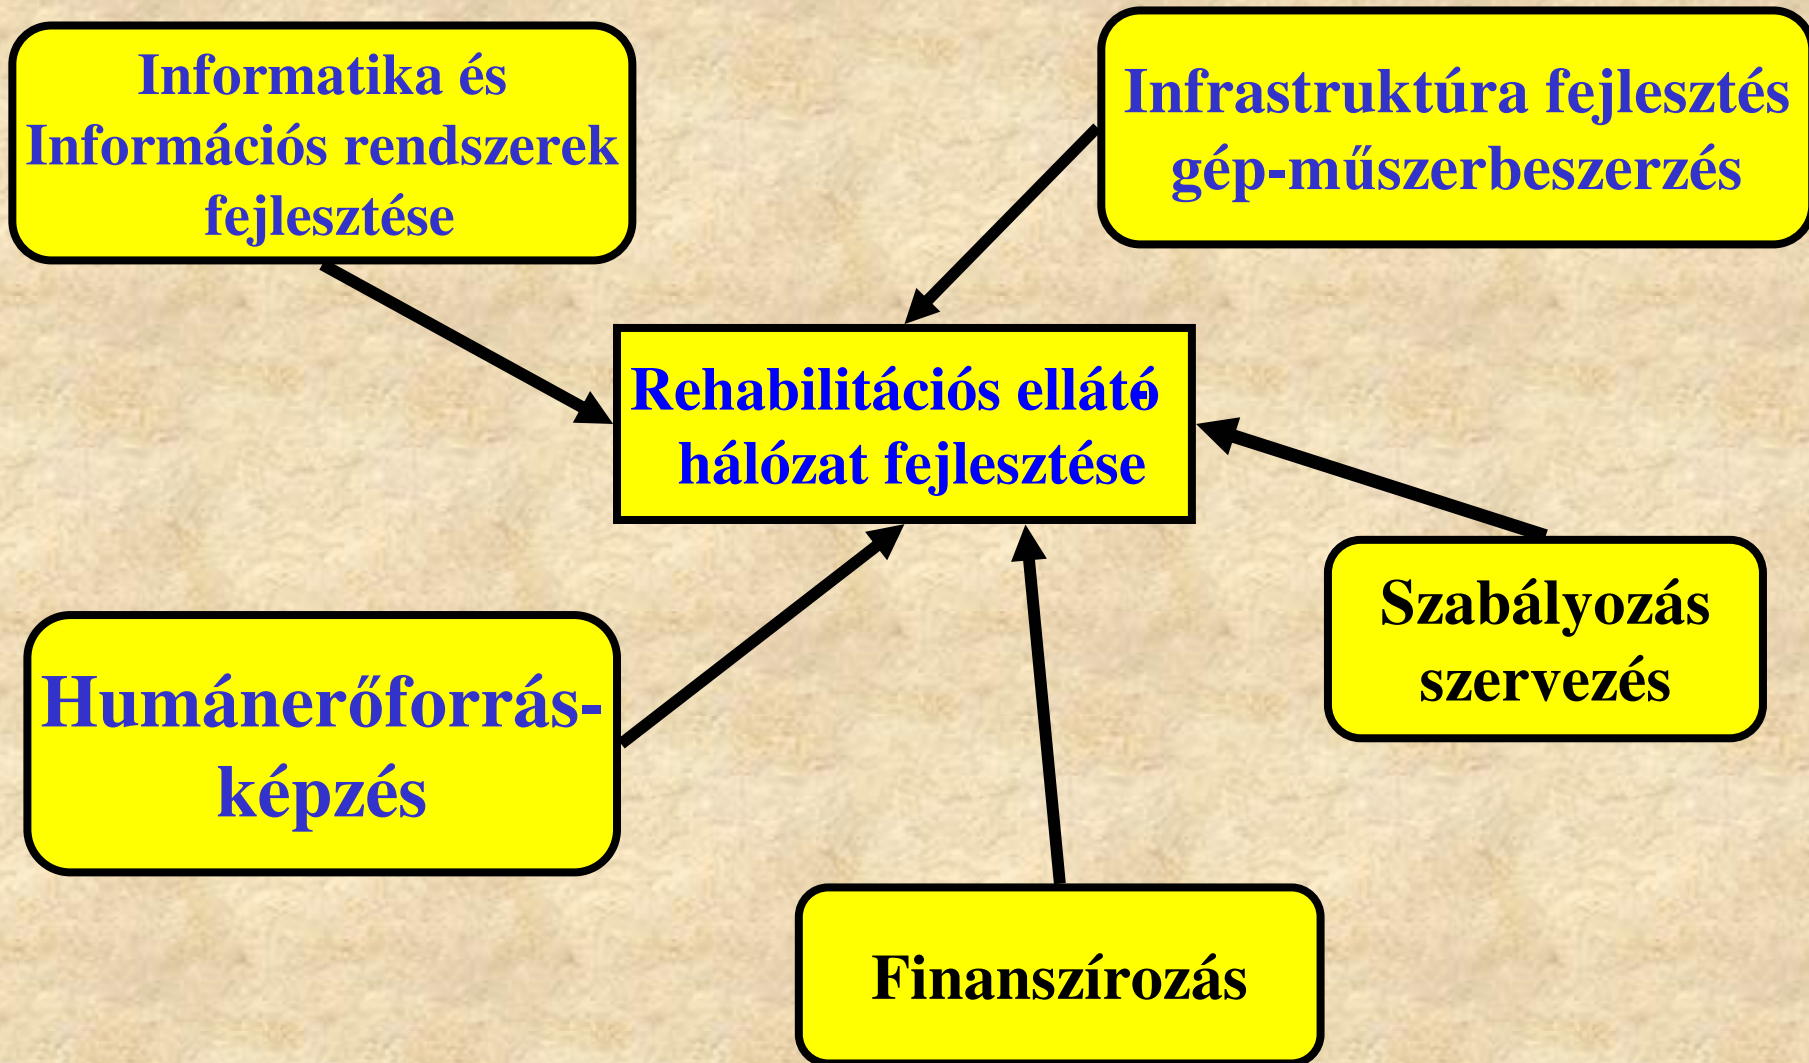 Informatika és
Információs rendszerek
fejlesztése
Infrastruktúra fejlesztés
gép-műszerbeszerzés
Rehabilitációs ellátó-
hálózat fejlesztése
Szabályozás
szervezés
Humánerőforrás-
képzés
Finanszírozás